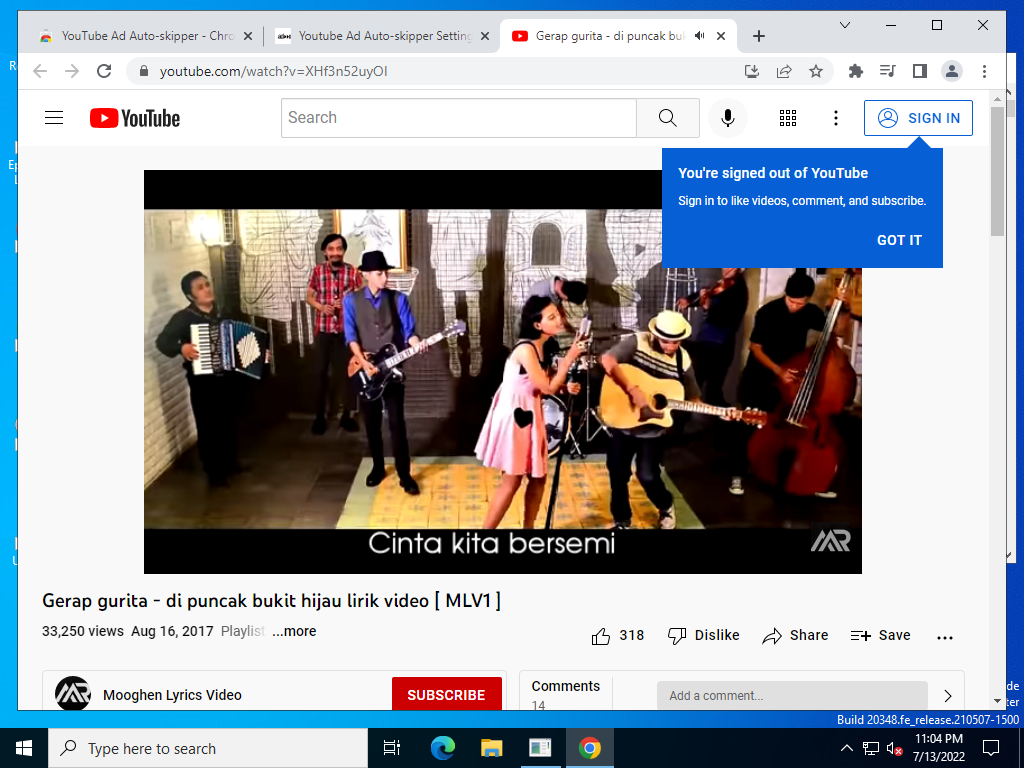 YouTube Ad Auto-skipper - Chro
Youtube Ad Auto-skipper Setting
Gerap gurita - di puncak buki
youtube.com/watch?v=XHf3n52uyOI
YouTube
Search
SIGN IN
You're signed out of YouTube
Sign in to like videos, comment, and subscribe.
GOT IT
Cinta kita bersemi
MR
Gerap gurita - di puncak bukit hijau lirik video [ MLV1 ]
33,250 views Aug 16, 2017 Playlist ...more
318 Dislike Share Save
Mooghen Lyrics Video
SUBSCRIBE
Comments
14
Add a comment...
Build 20348.fe_release.210507-1500
Type here to search
11:04 PM
7/13/2022